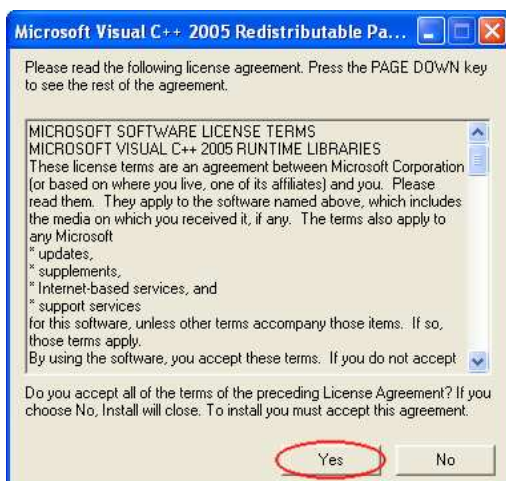 Microsoft Visual C++ 2005 Redistributable Pa...
Please read the following license agreement. Press the PAGE DOWN key
to see the rest of the agreement.
MICROSOFT SOFTWARE LICENSE TERMS
MICROSOFT VISUAL C++ 2005 RUNTIME LIBRARIES
These license terms are an agreement between Microsoft Corporation
(or based on where you live, one of its affiliates) and you.  Please
read them.  They apply to the software named above, which includes
the media on which you received it, if any.  The terms also apply to
any Microsoft
* updates,
* supplements,
* Internet-based services, and
* support services
for this software, unless other terms accompany those items.  If so,
those terms apply.
By using the software, you accept these terms.  If you do not accept
Do you accept all of the terms of the preceding License Agreement? If you
choose No, Install will close. To install you must accept this agreement.
Yes
No